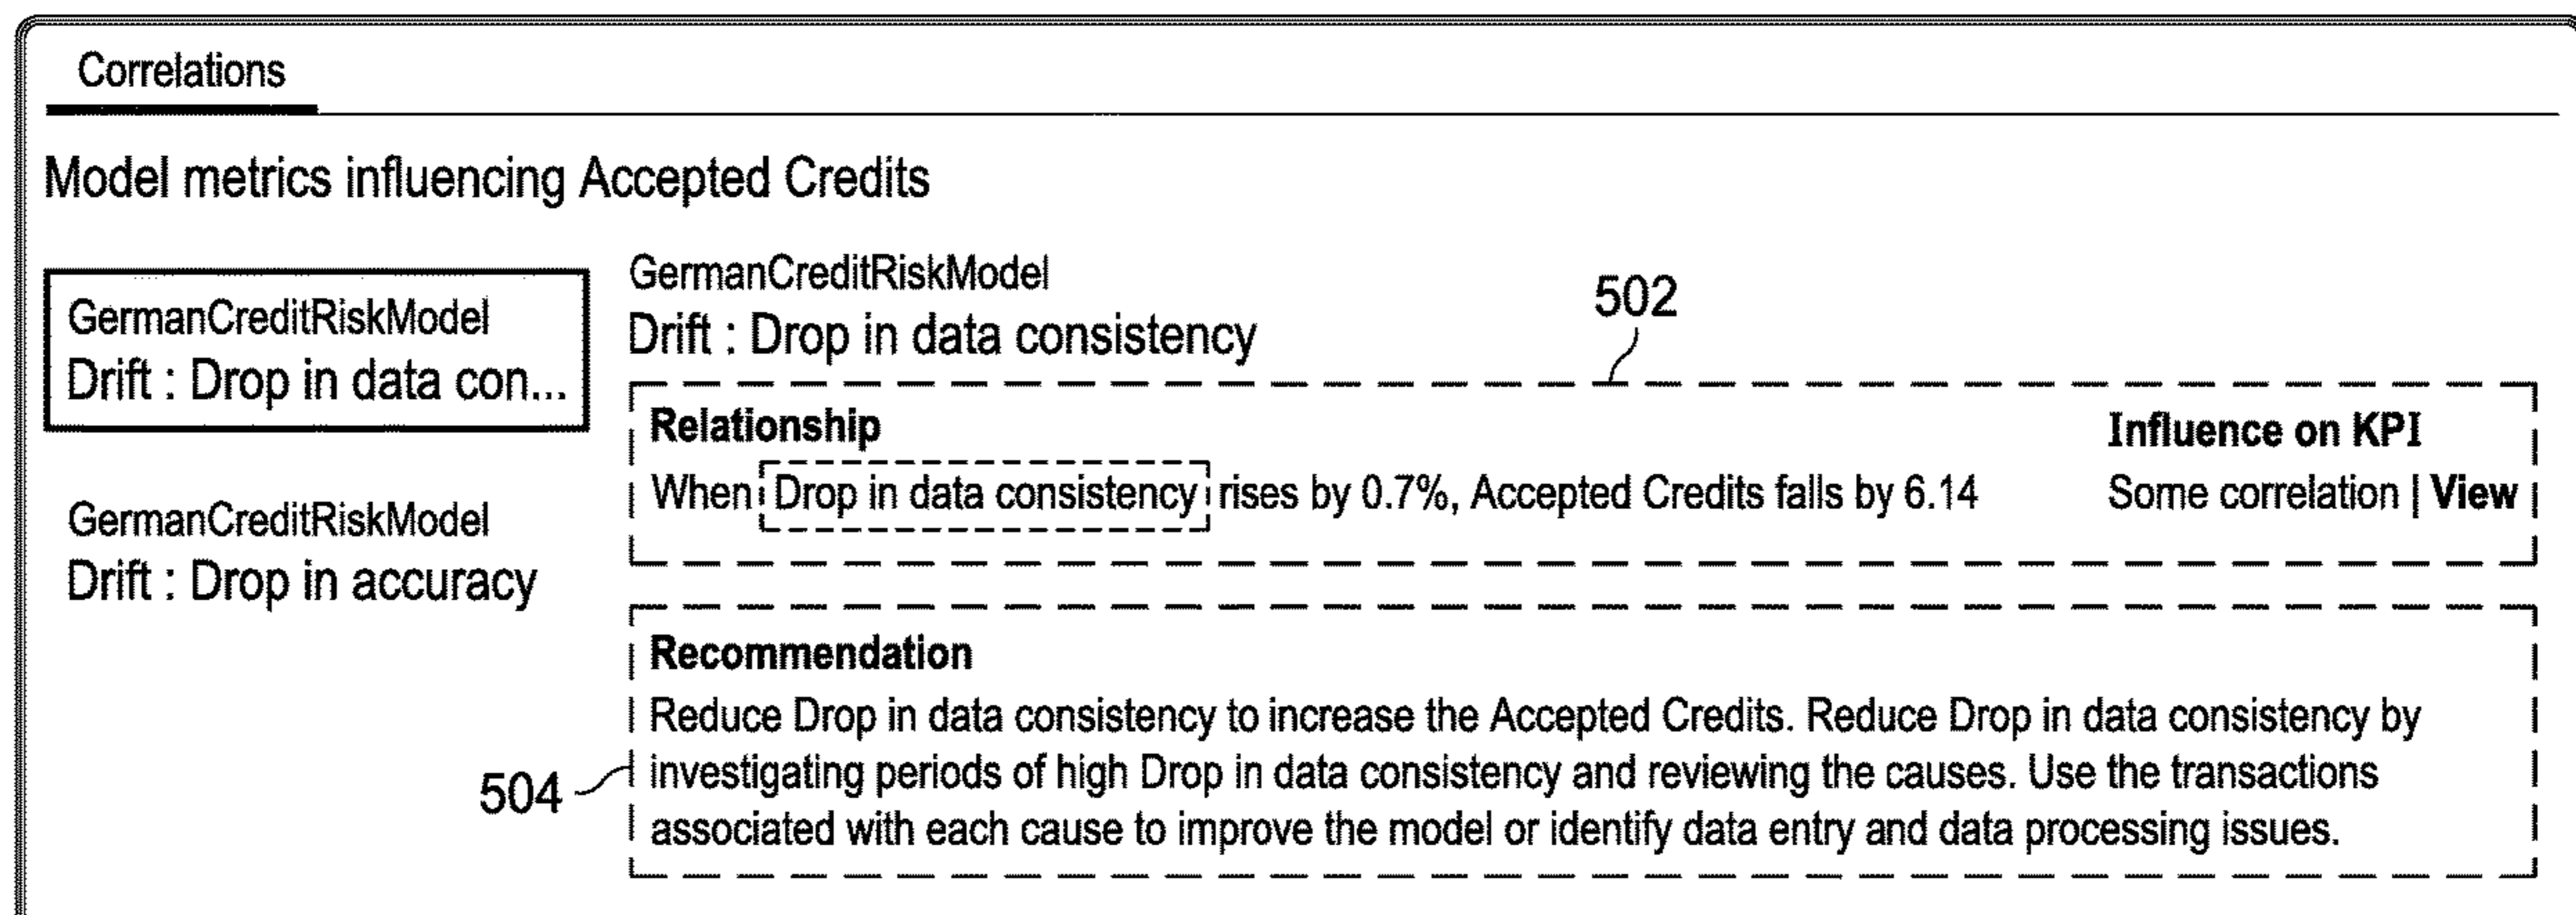 Correlations
Model metrics influencing Accepted Credits
GermanCreditRiskModel
Drift : Drop in data con...
GermanCreditRiskModel
Drift : Drop in accuracy
GermanCreditRiskModel
Drift : Drop in data consistency
502
Relationship
When Drop in data consistency rises by 0.7%, Accepted Credits falls by 6.14
Influence on KPI
Some correlation | View
504
Recommendation
Reduce Drop in data consistency to increase the Accepted Credits. Reduce Drop in data consistency by
investigating periods of high Drop in data consistency and reviewing the causes. Use the transactions
associated with each cause to improve the model or identify data entry and data processing issues.